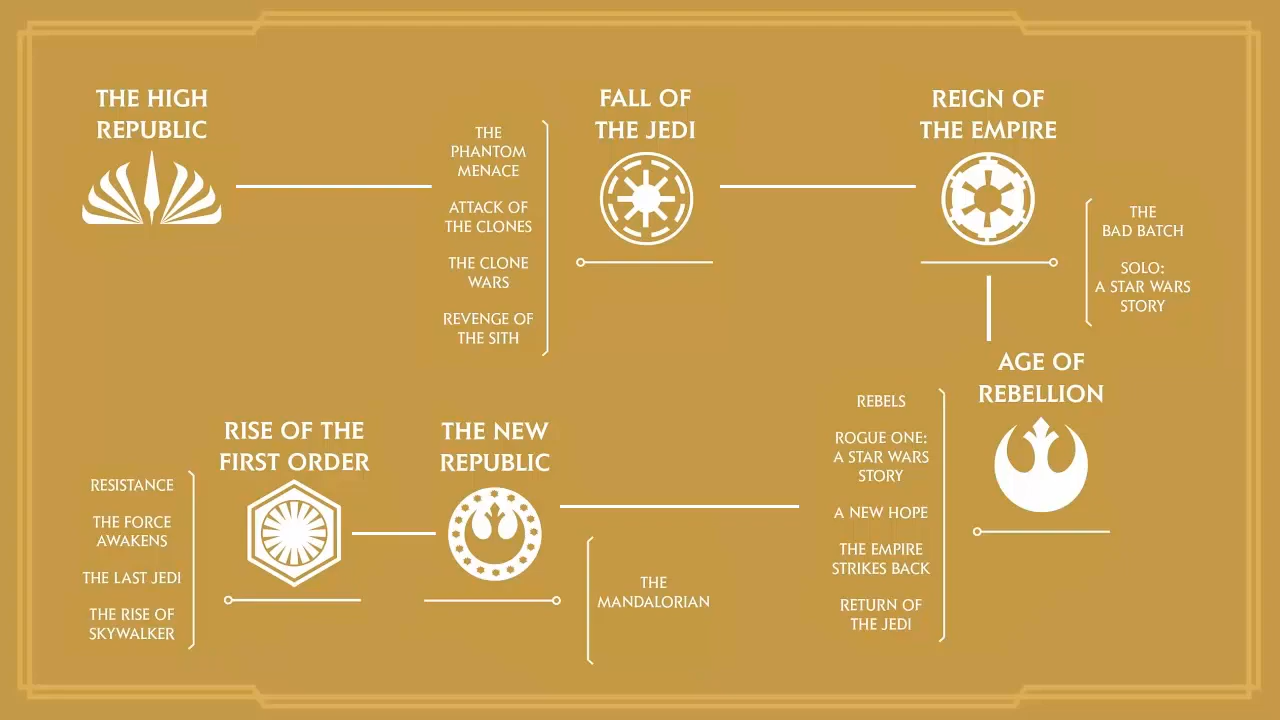 THE HIGH
REPUBLIC
THE
PHANTOM
MENACE
ATTACK OF
THE CLONES
THE CLONE
WARS
REVENGE OF
THE SITH
FALL OF
THE JEDI
REIGN OF
THE EMPIRE
THE
BAD BATCH
SOLO:
A STAR WARS
STORY
AGE OF
REBELLION
REBELS
ROGUE ONE:
A STAR WARS
STORY
A NEW HOPE
THE EMPIRE
STRIKES BACK
RETURN OF
THE JEDI
THE NEW
REPUBLIC
THE
MANDALORIAN
RISE OF THE
FIRST ORDER
RESISTANCE
THE FORCE
AWAKENS
THE LAST JEDI
THE RISE OF
SKYWALKER